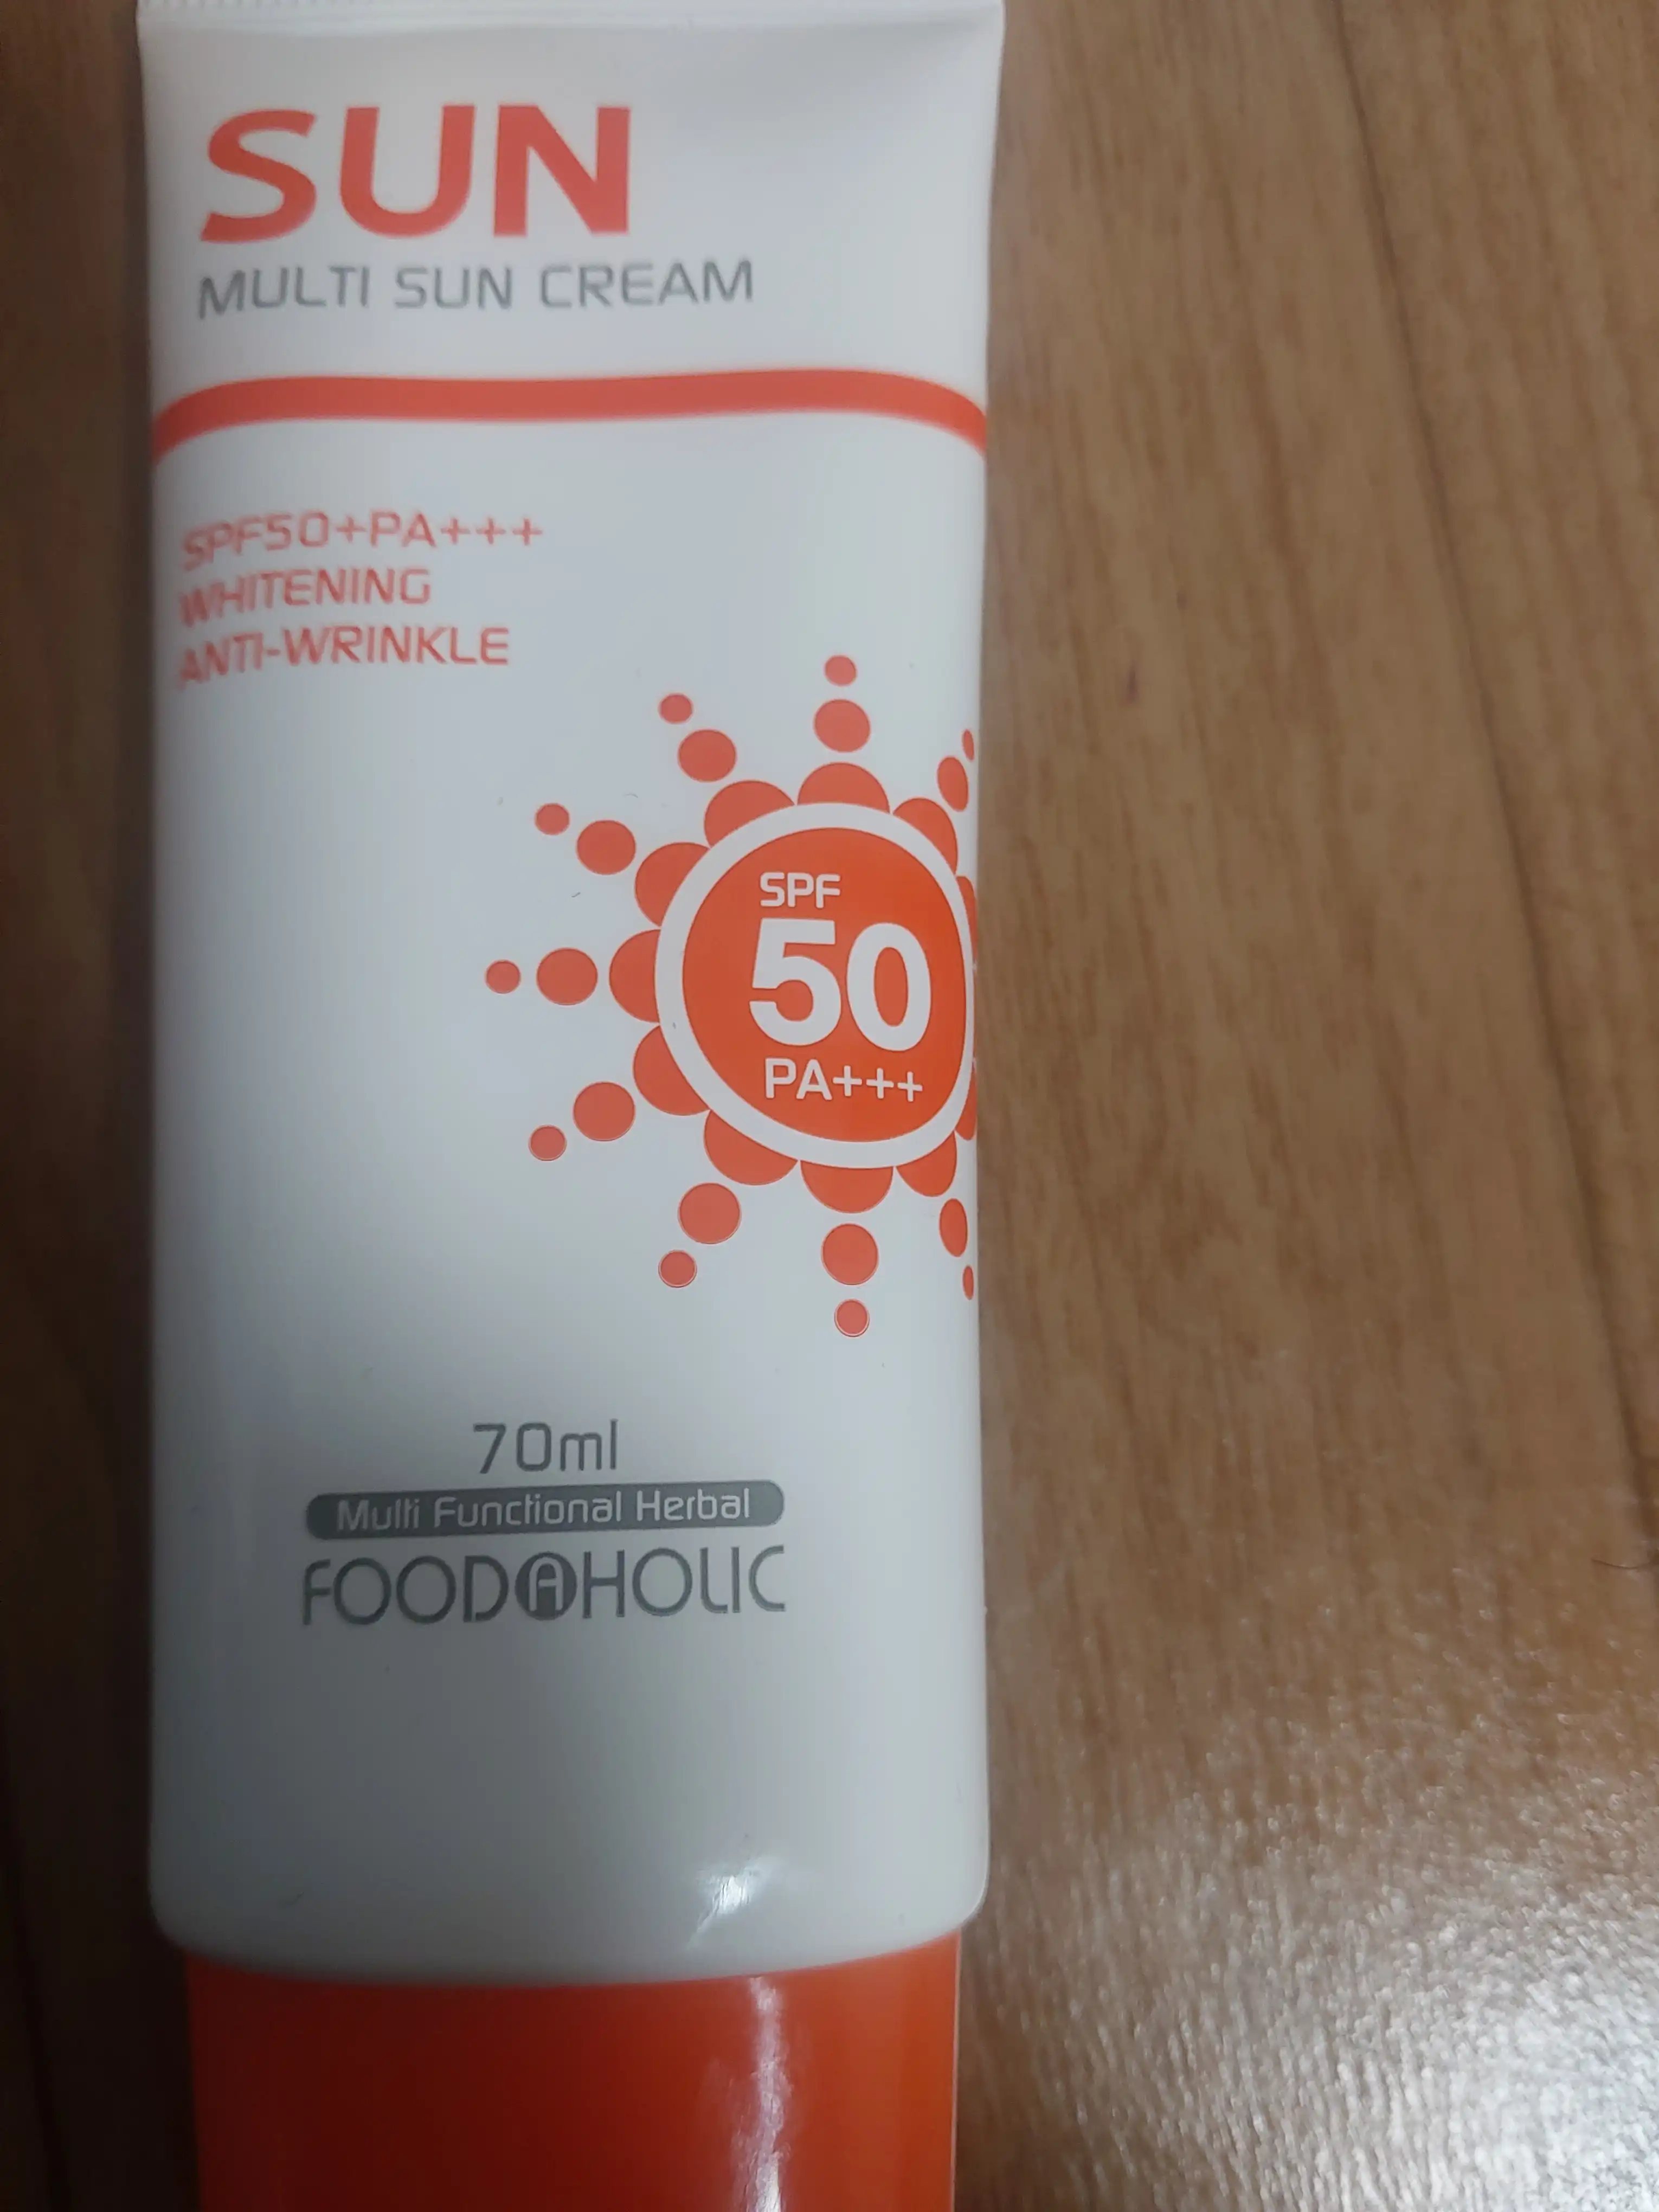 SUN
MULTI SUN CREAM
SPF50+PA+++
WHITENING
ANTI-WRINKLE
SPF
50
PA+++
70ml
Multi Functional Herbal
FOODAHOLIC